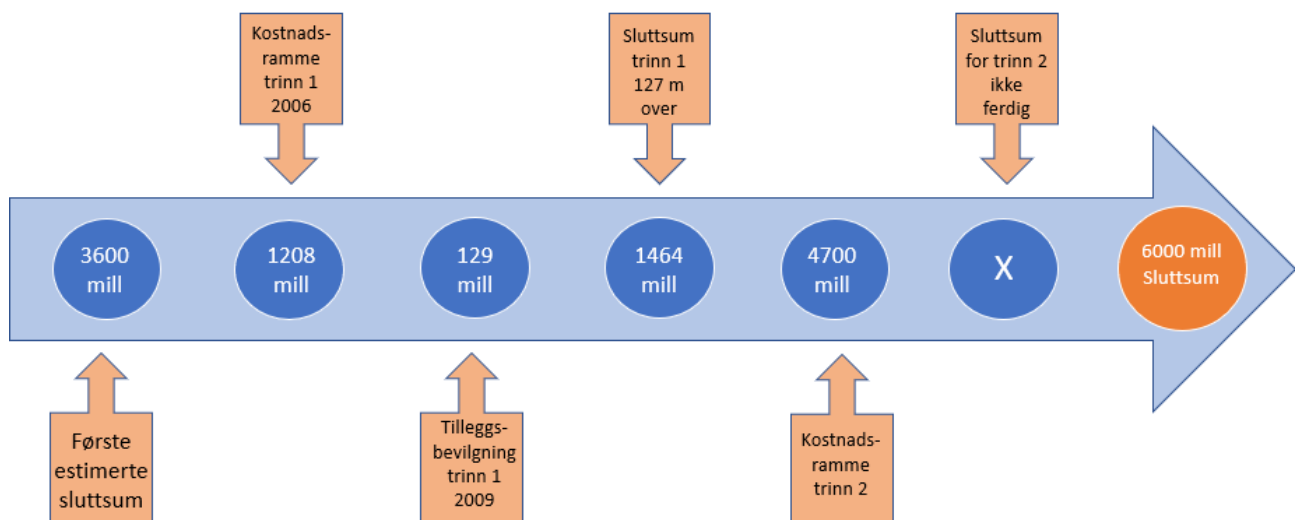 Kostnads-
ramme
trinn 1
2006
Sluttsum
trinn 1
127 m
over
Sluttsum
for trinn 2
ikke
ferdig
3600
mill
1208
mill
129
mill
1464
mill
4700
mill
X
6000 mill
Sluttsum
Første
estimerte
sluttsum
Tilleggs-
bevilgning
trinn 1
2009
Kostnads-
ramme
trinn 2